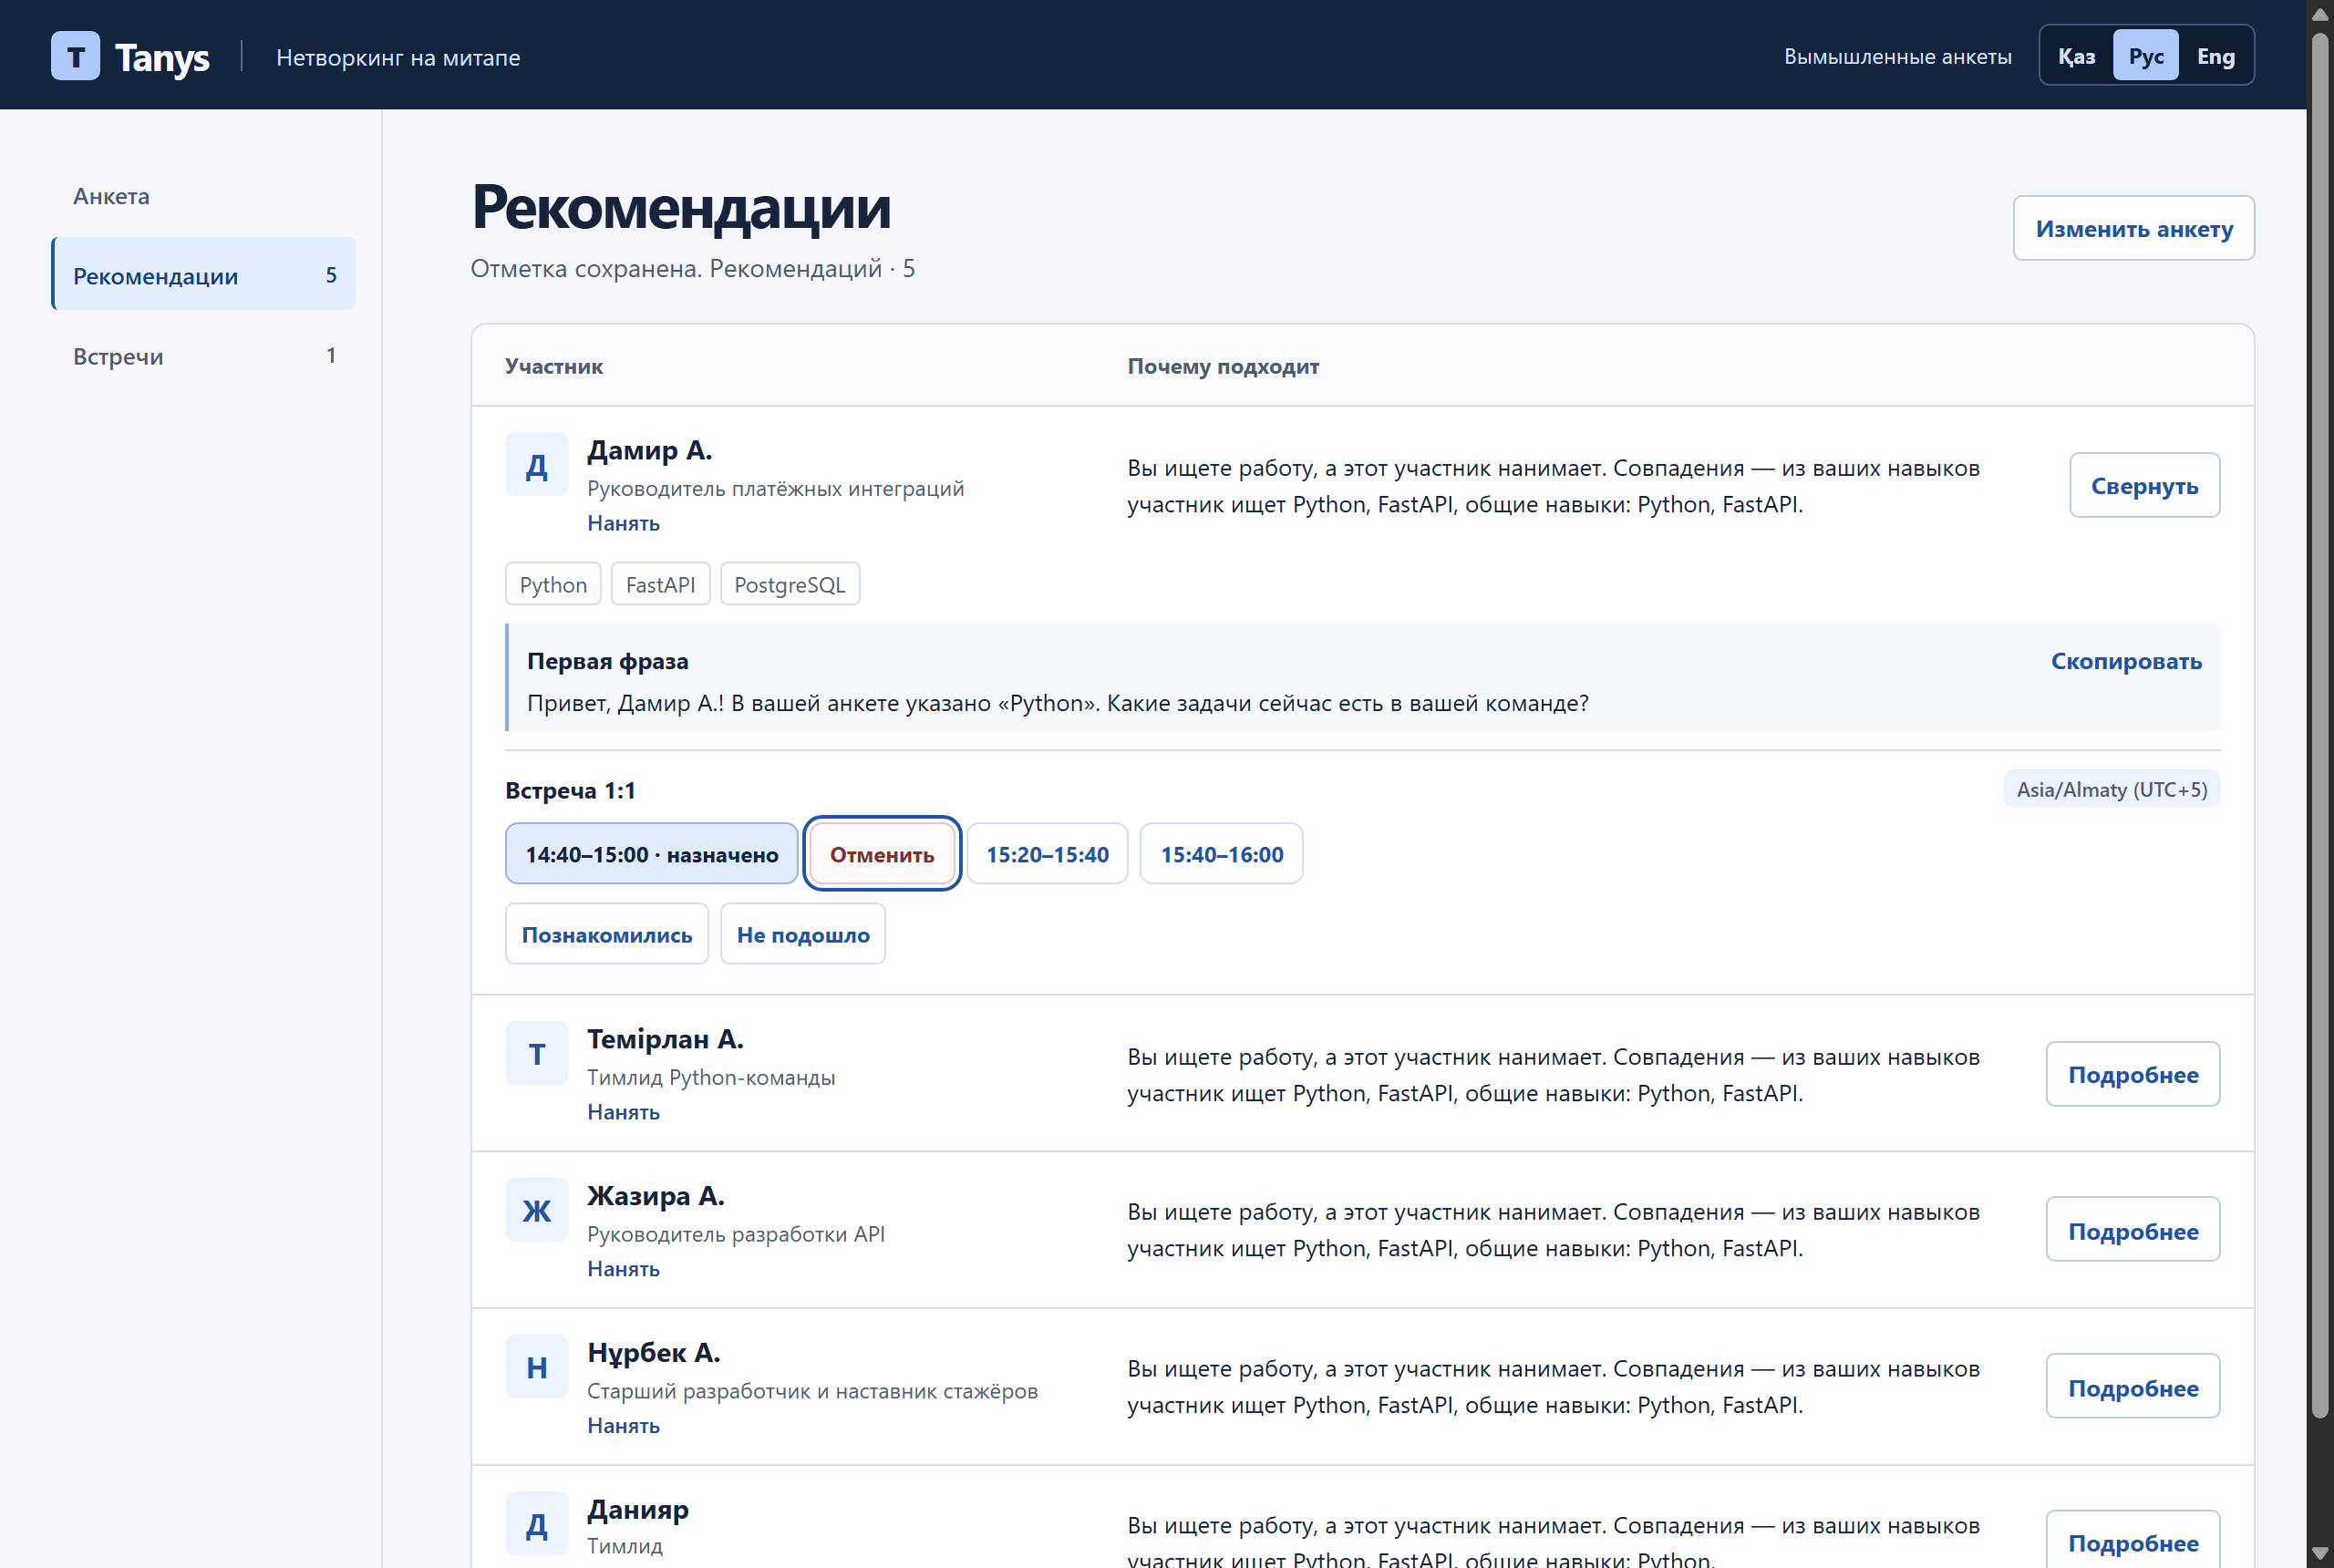 T Tanys Нетворкинг на митапе Вымышленные анкеты Қаз Рус Eng
Анкета
Рекомендации 5
Встречи 1
Рекомендации
Отметка сохранена. Рекомендаций · 5
Изменить анкету
Участник Почему подходит
Д
Дамир А.
Руководитель платёжных интеграций
Нанять
Вы ищете работу, а этот участник нанимает. Совпадения — из ваших навыков
участник ищет Python, FastAPI, общие навыки: Python, FastAPI.
Свернуть
Python FastAPI PostgreSQL
Первая фраза Скопировать
Привет, Дамир А.! В вашей анкете указано «Python». Какие задачи сейчас есть в вашей команде?
Встреча 1:1 Asia/Almaty (UTC+5)
14:40–15:00 · назначено Отменить 15:20–15:40 15:40–16:00
Познакомились Не подошло
Т
Темірлан А.
Тимлид Python-команды
Нанять
Вы ищете работу, а этот участник нанимает. Совпадения — из ваших навыков
участник ищет Python, FastAPI, общие навыки: Python, FastAPI.
Подробнее
Ж
Жазира А.
Руководитель разработки API
Нанять
Вы ищете работу, а этот участник нанимает. Совпадения — из ваших навыков
участник ищет Python, FastAPI, общие навыки: Python, FastAPI.
Подробнее
Н
Нұрбек А.
Старший разработчик и наставник стажёров
Нанять
Вы ищете работу, а этот участник нанимает. Совпадения — из ваших навыков
участник ищет Python, FastAPI, общие навыки: Python, FastAPI.
Подробнее
Д
Данияр
Тимлид
Вы ищете работу, а этот участник нанимает. Совпадения — из ваших навыков
участник ищет Python, FastAPI, общие навыки: Python.
Подробнее